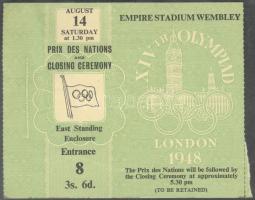 AUGUST
14
SATURDAY
at 1.30 pm
PRIX DES NATIONS
AND
CLOSING CEREMONY
East Standing
Enclosure
Entrance
8
3s. 6d.
EMPIRE STADIUM WEMBLEY
XIVTH OLYMPIAD
LONDON
1948
The Prix des Nations will be followed by
the Closing Ceremony at approximately
5.30 pm
(TO BE RETAINED)